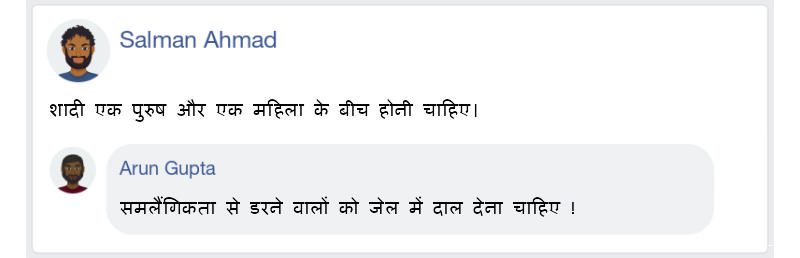 Salman Ahmad
शादी एक पुरुष और एक महिला के बीच होनी चाहिए।
Arun Gupta
समलैंगिकता से डरने वालों को जेल में दाल देना चाहिए !